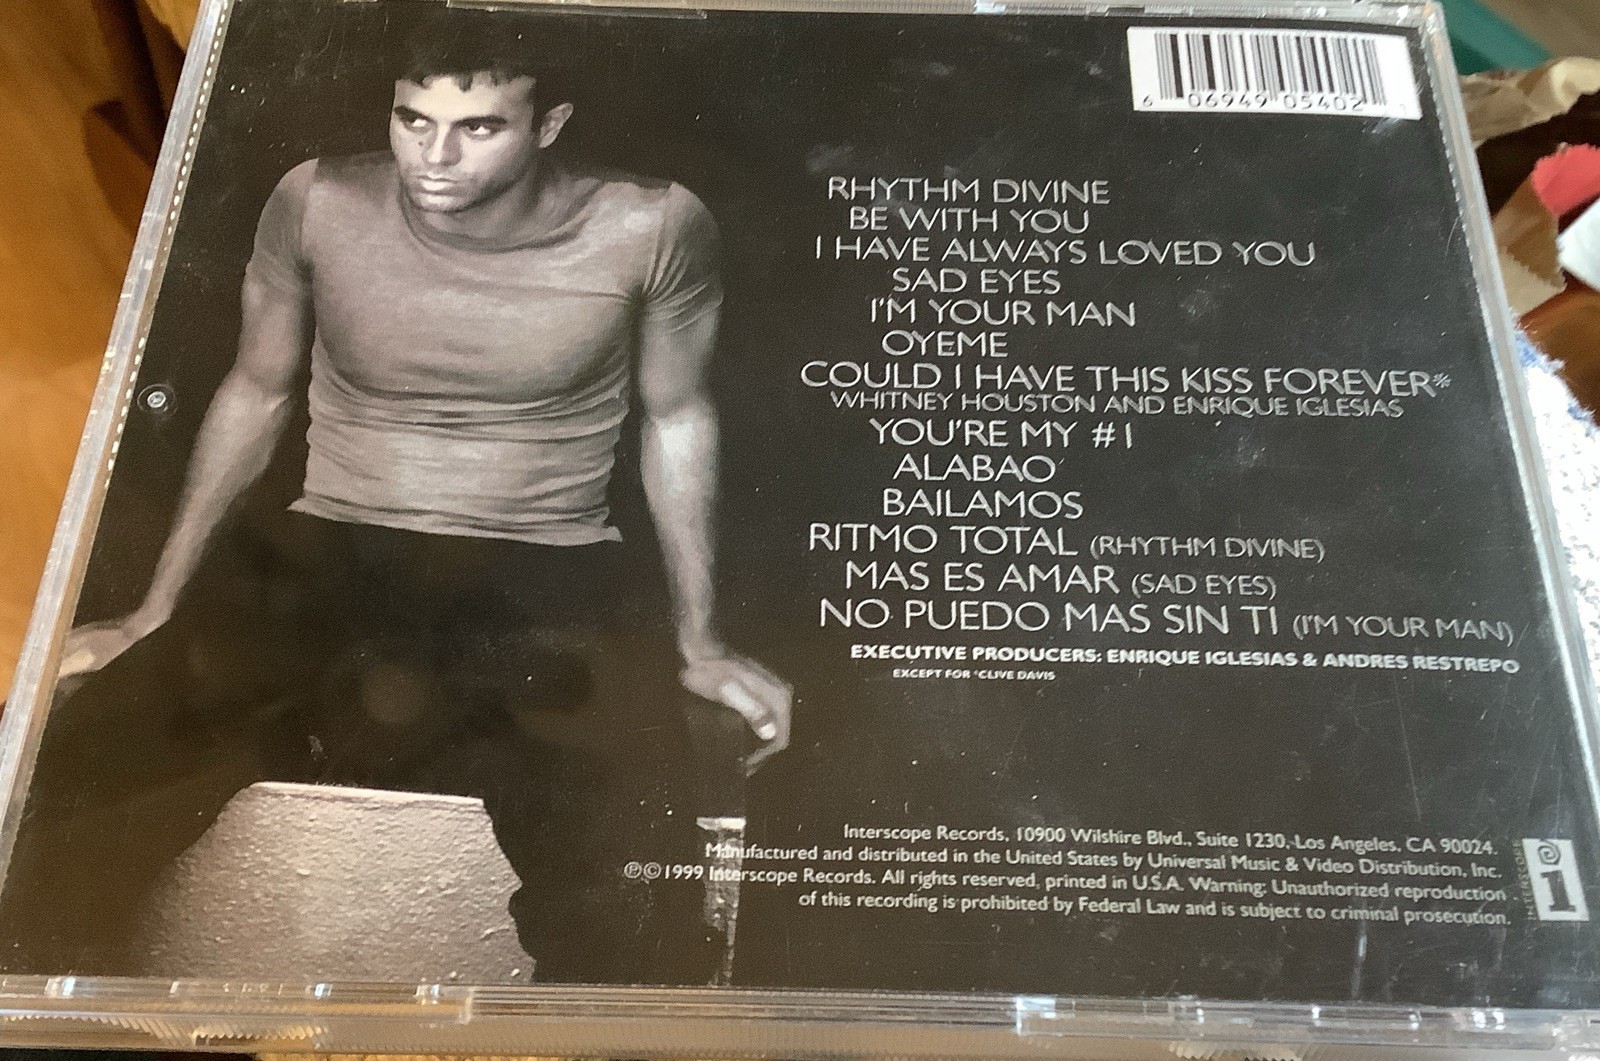 6 06949 05402
RHYTHM DIVINE
BE WITH YOU
I HAVE ALWAYS LOVED YOU
SAD EYES
I'M YOUR MAN
OYEME
COULD I HAVE THIS KISS FOREVER*
WHITNEY HOUSTON AND ENRIQUE IGLESIAS
YOU'RE MY #1
ALABAO
BAILAMOS
RITMO TOTAL (RHYTHM DIVINE)
MAS ES AMAR (SAD EYES)
NO PUEDO MAS SIN TI (I'M YOUR MAN)
EXECUTIVE PRODUCERS: ENRIQUE IGLESIAS & ANDRES RESTREPO
EXCEPT FOR *CLIVE DAVIS
Interscope Records, 10900 Wilshire Blvd., Suite 1230, Los Angeles, CA 90024.
Manufactured and distributed in the United States by Universal Music & Video Distribution, Inc.
℗©1999 Interscope Records. All rights reserved, printed in U.S.A. Warning: Unauthorized reproduction
of this recording is prohibited by Federal Law and is subject to criminal prosecution.
INTERSCOPE
i